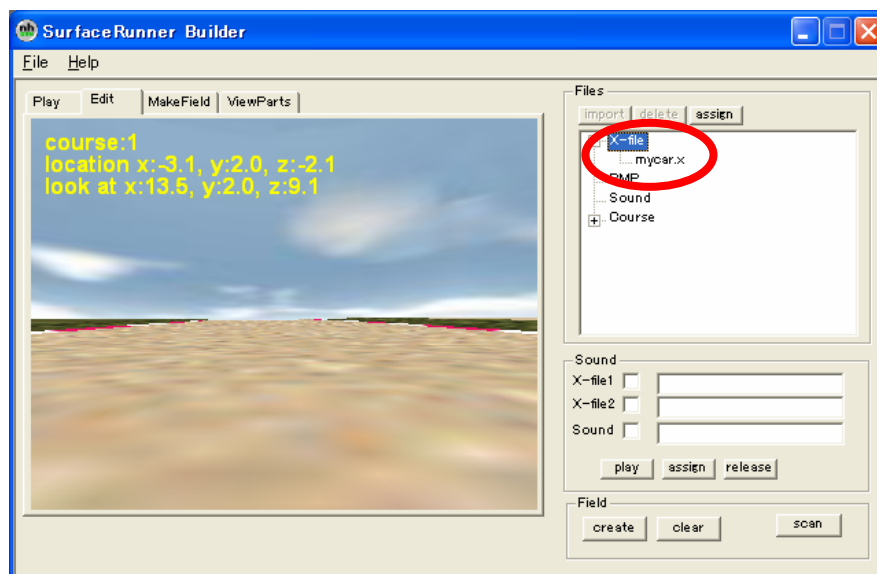 SurfaceRunner Builder
File Help
Play Edit MakeField ViewParts
course:1
location x:-3.1, y:2.0, z:-2.1
look at x:13.5, y:2.0, z:9.1
Files
import delete assign
X-file
mycar.x
BMP
Sound
Course
Sound
X-file1
X-file2
Sound
play assign release
Field
create clear scan